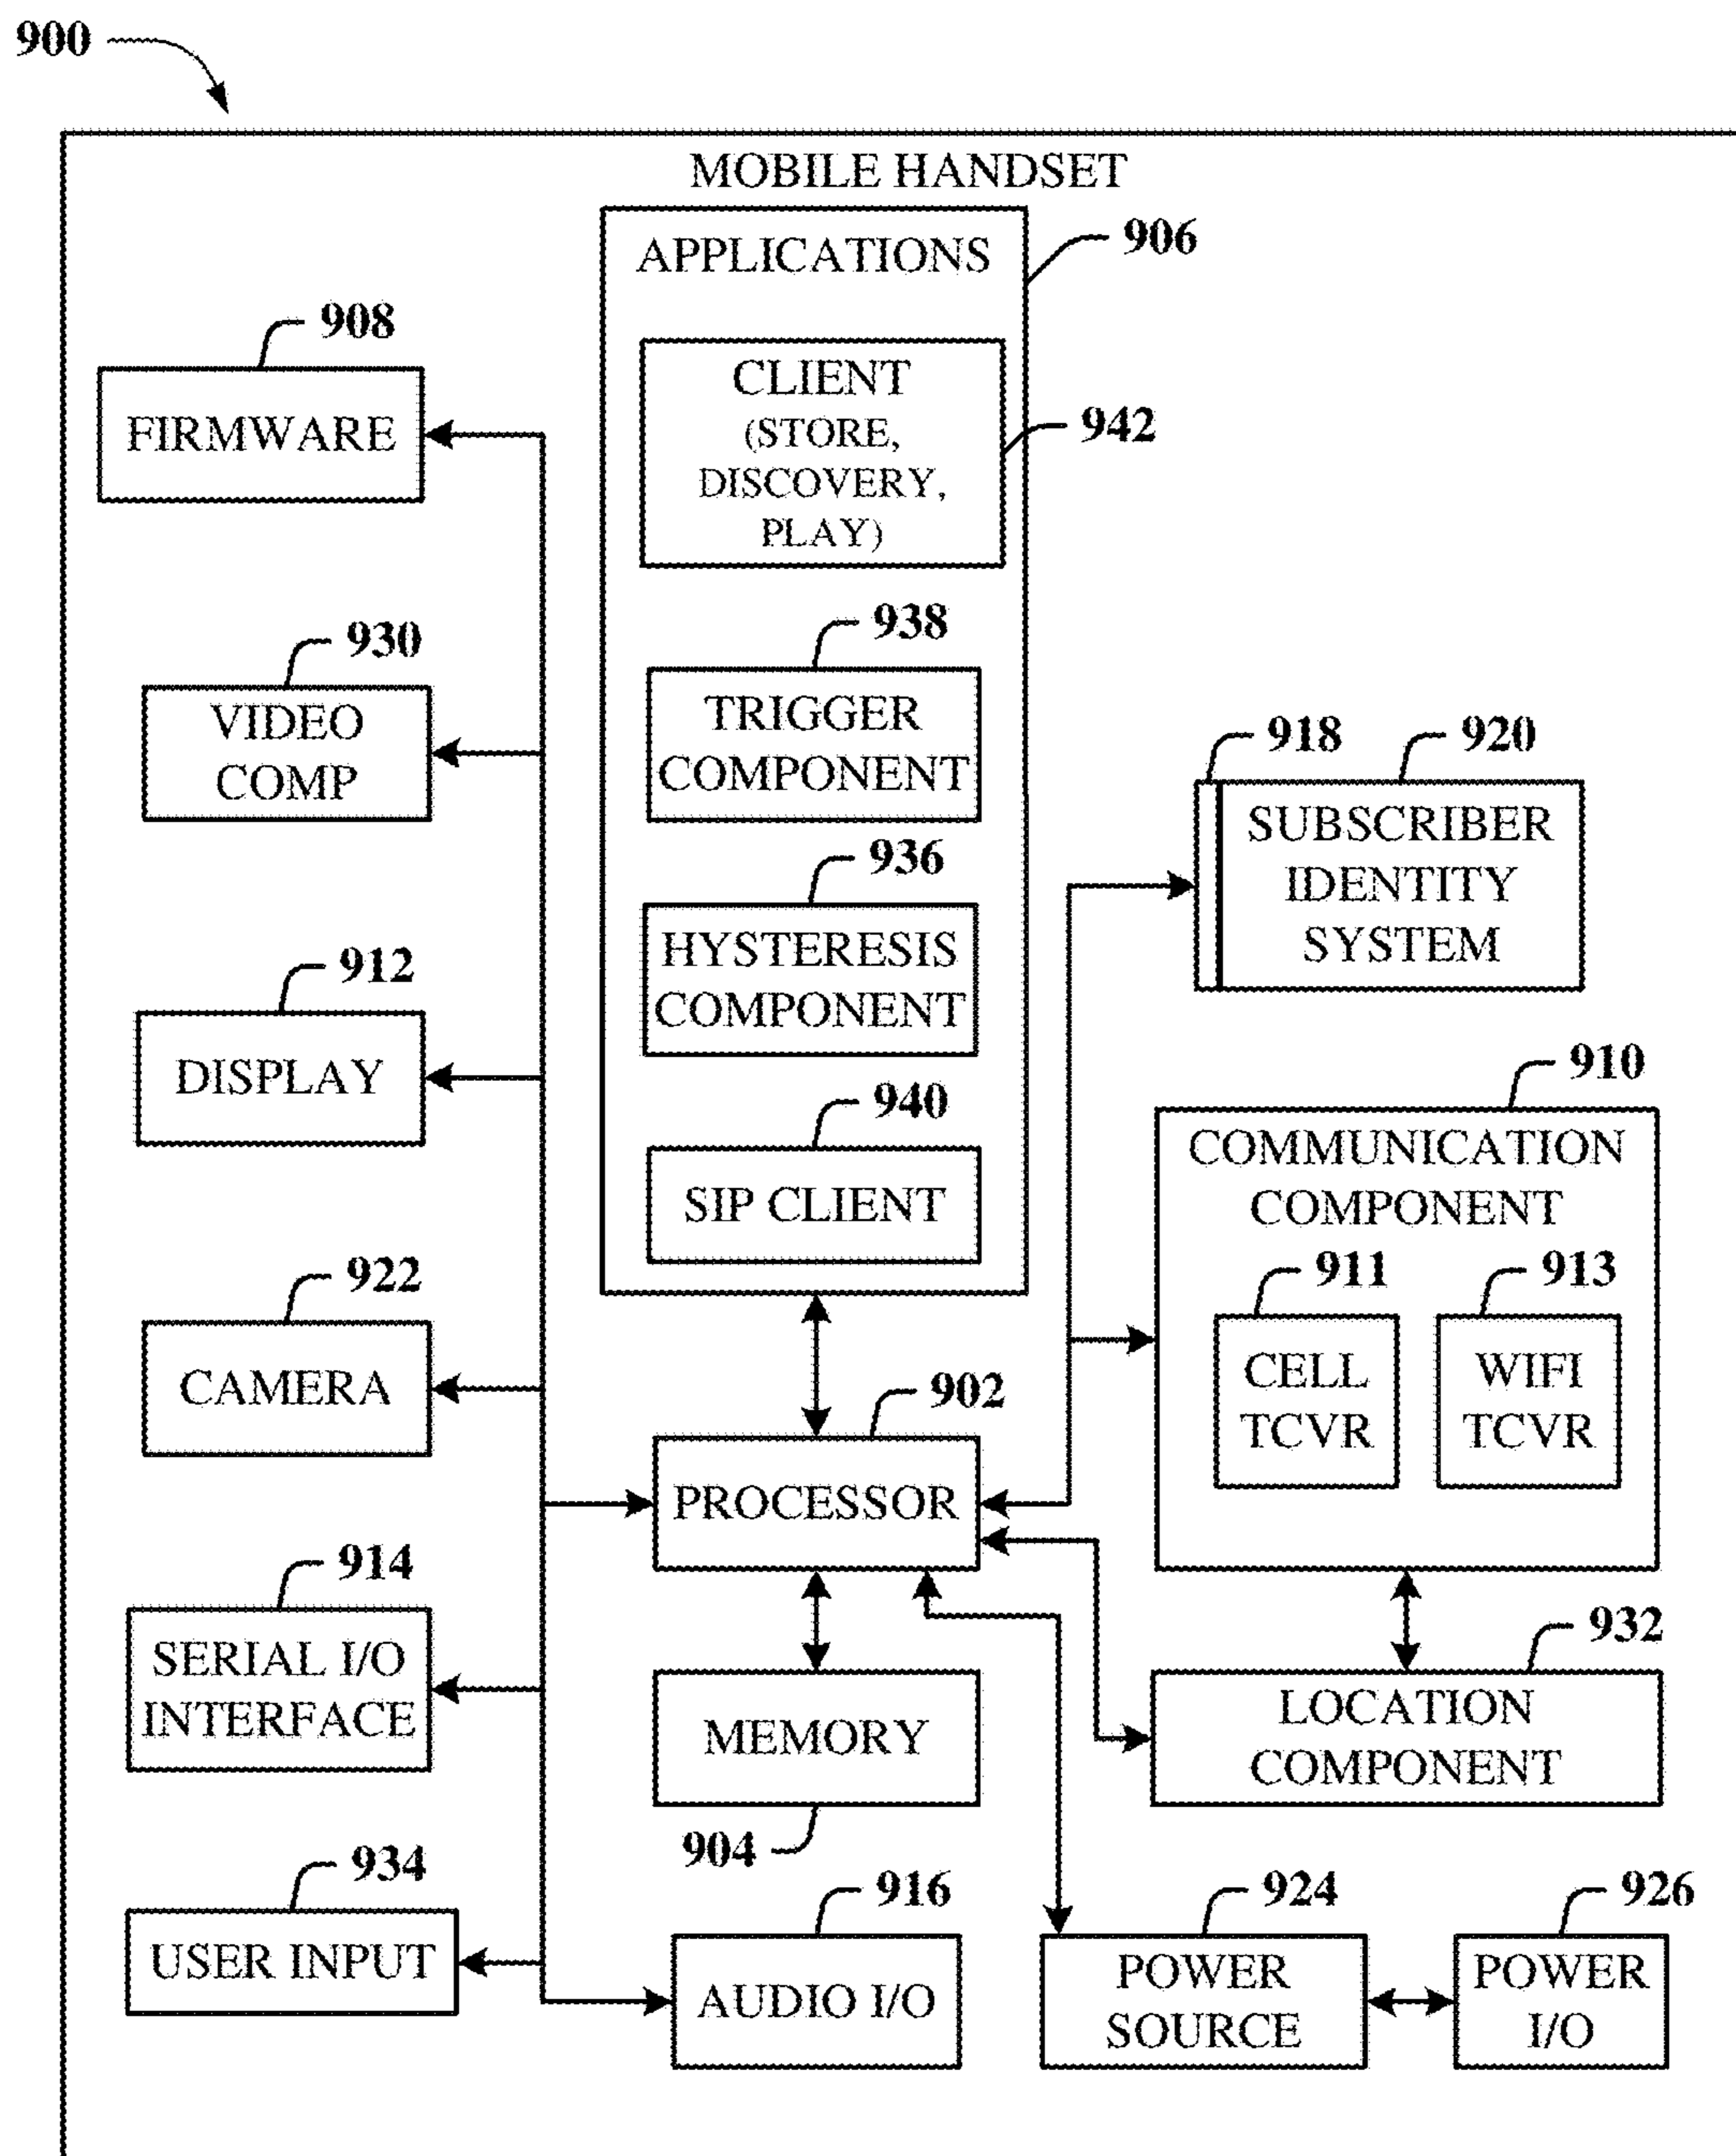 900
MOBILE HANDSET
APPLICATIONS
906
CLIENT
(STORE,
DISCOVERY,
PLAY)
942
938
TRIGGER
COMPONENT
936
HYSTERESIS
COMPONENT
940
SIP CLIENT
908
FIRMWARE
930
VIDEO
COMP
912
DISPLAY
922
CAMERA
914
SERIAL I/O
INTERFACE
934
USER INPUT
902
PROCESSOR
MEMORY
904
916
AUDIO I/O
918
920
SUBSCRIBER
IDENTITY
SYSTEM
910
COMMUNICATION
COMPONENT
911
CELL
TCVR
913
WIFI
TCVR
932
LOCATION
COMPONENT
924
POWER
SOURCE
926
POWER
I/O